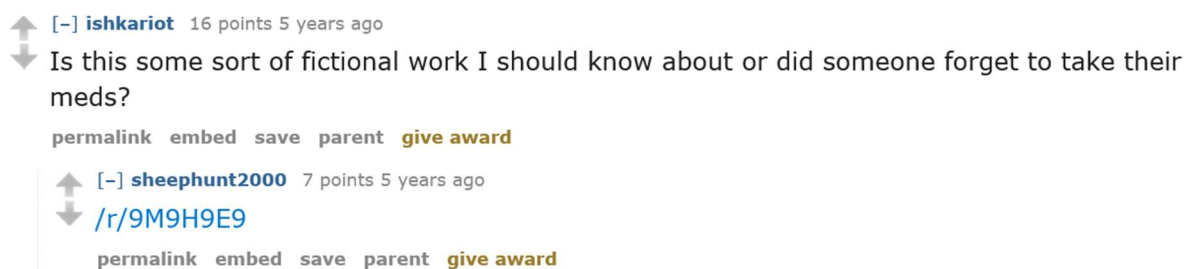 [–] ishkariot 16 points 5 years ago
Is this some sort of fictional work I should know about or did someone forget to take their
meds?
permalink embed save parent give award
[–] sheephunt2000 7 points 5 years ago
/r/9M9H9E9
permalink embed save parent give award